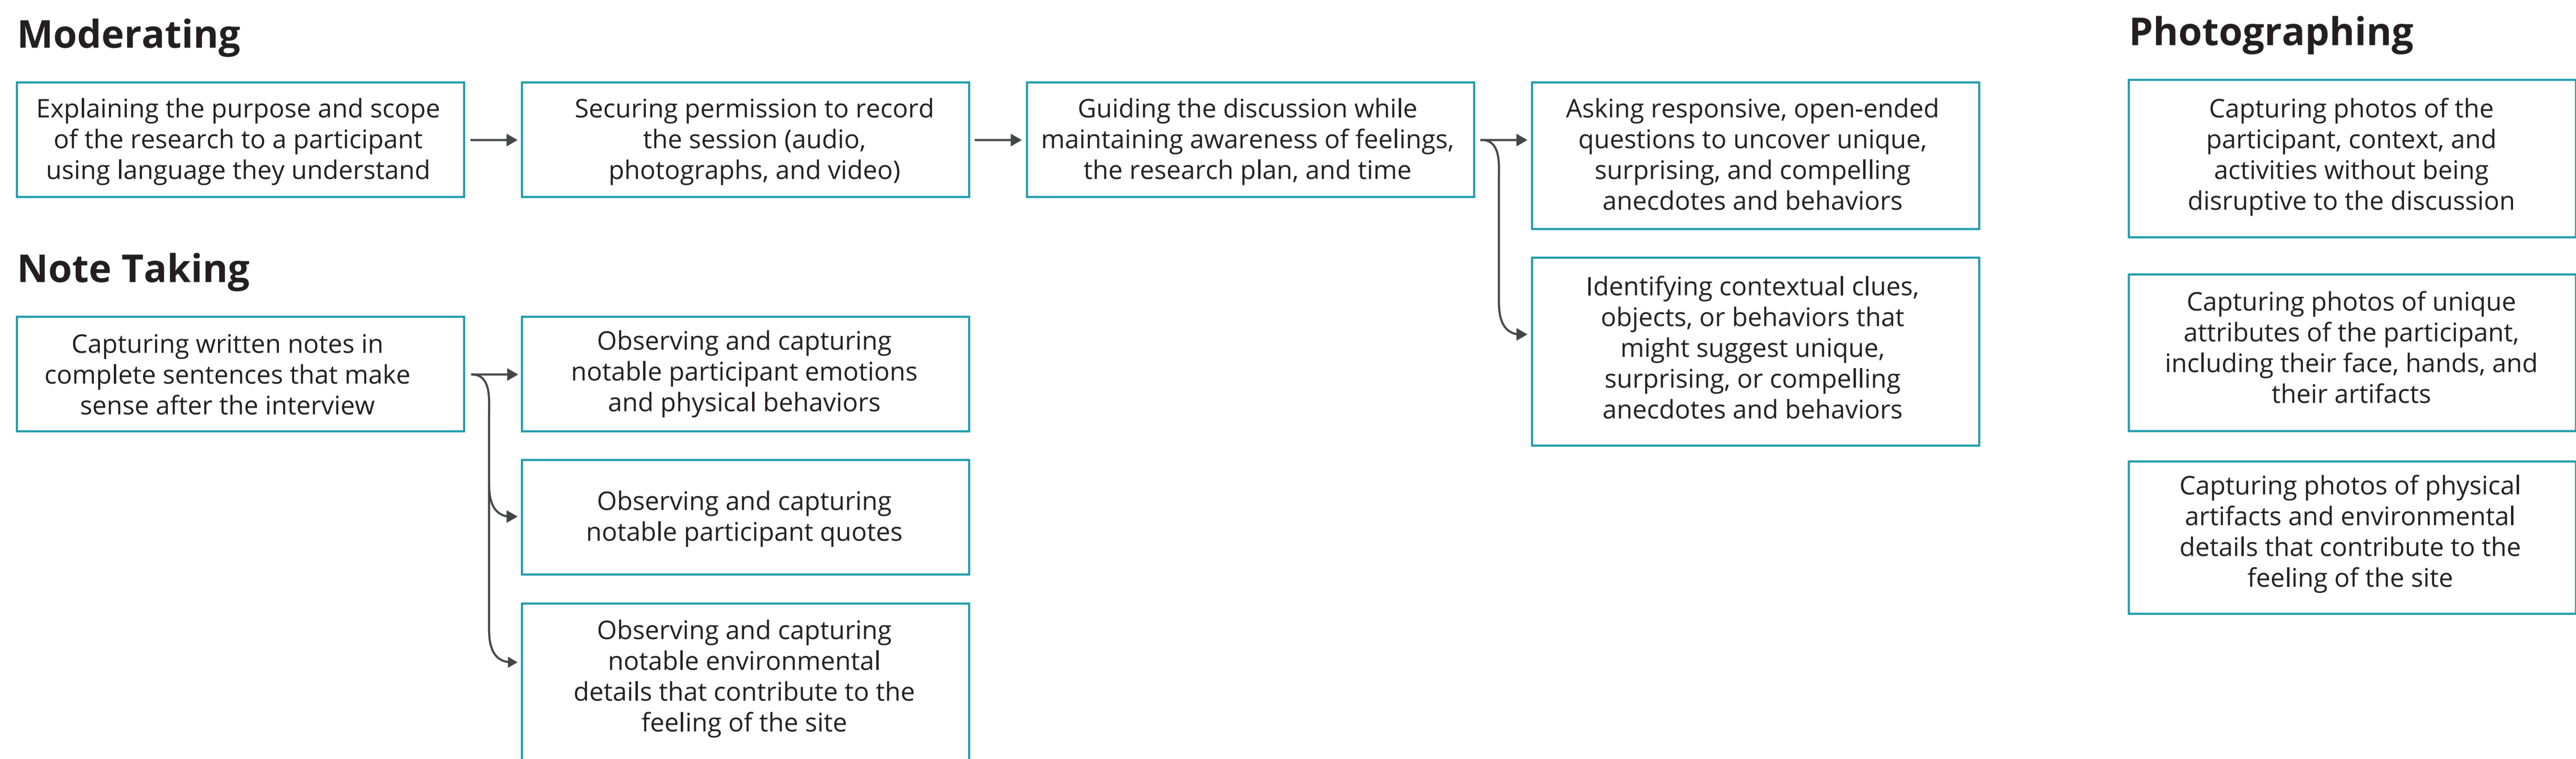 Moderating
Explaining the purpose and scope
of the research to a participant
using language they understand
Securing permission to record
the session (audio,
photographs, and video)
Guiding the discussion while
maintaining awareness of feelings,
the research plan, and time
Asking responsive, open-ended
questions to uncover unique,
surprising, and compelling
anecdotes and behaviors
Identifying contextual clues,
objects, or behaviors that
might suggest unique,
surprising, or compelling
anecdotes and behaviors
Note Taking
Capturing written notes in
complete sentences that make
sense after the interview
Observing and capturing
notable participant emotions
and physical behaviors
Observing and capturing
notable participant quotes
Observing and capturing
notable environmental
details that contribute to the
feeling of the site
Photographing
Capturing photos of the
participant, context, and
activities without being
disruptive to the discussion
Capturing photos of unique
attributes of the participant,
including their face, hands, and
their artifacts
Capturing photos of physical
artifacts and environmental
details that contribute to the
feeling of the site